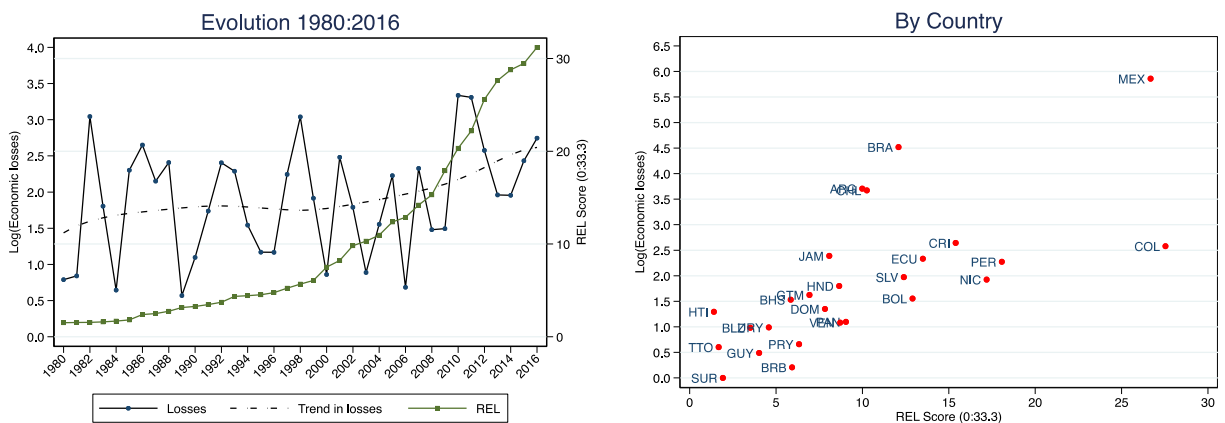 Evolution 1980:2016
4.0
3.5
3.0
2.5
2.0
1.5
1.0
0.5
0.0
Log(Economic losses)
30
20
10
0
REL Score (0:33.3)
1980
1982
1984
1986
1988
1990
1992
1994
1996
1998
2000
2002
2004
2006
2008
2010
2012
2014
2016
Losses Trend in losses REL
By Country
6.5
6.0
5.5
5.0
4.5
4.0
3.5
3.0
2.5
2.0
1.5
1.0
0.5
0.0
Log(Economic losses)
MEX
BRA
ARG
CHL
CRI
COL
JAM
ECU
PER
SLV
NIC
HND
GTM
BHS
BOL
DOM
HTI
VEN
PAN
BLZ
URY
PRY
TTO
GUY
BRB
SUR
0 5 10 15 20 25 30
REL Score (0:33.3)